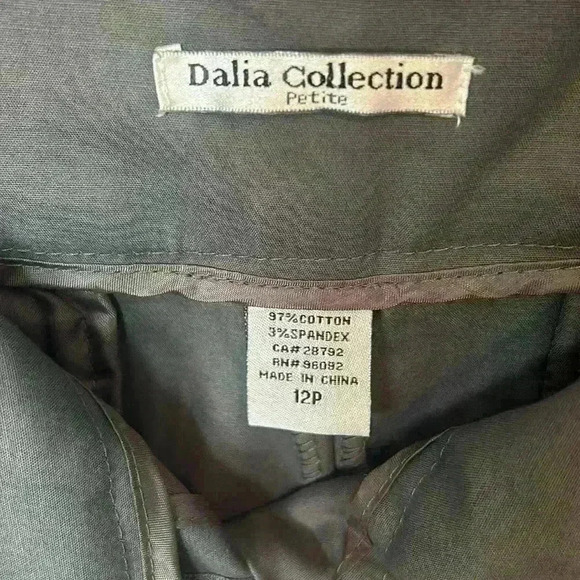 Dalia Collection
Petite
97%COTTON
3%SPANDEX
CA#28792
RN#96092
MADE IN CHINA
12P